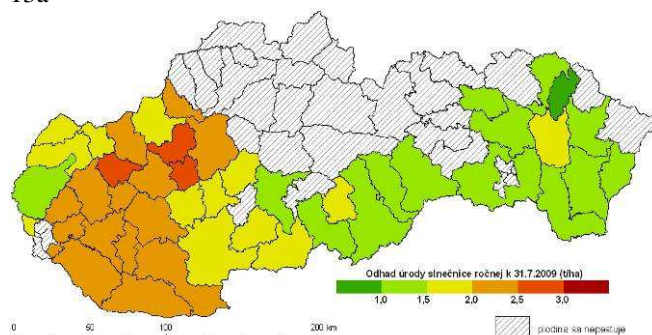 15a
Odhad úrody slnečnice ročnej k 31.7.2009 (t/ha)
1,0 1,5 2,0 2,5 3,0
0 50 100 200 km
plodina sa nepestuje